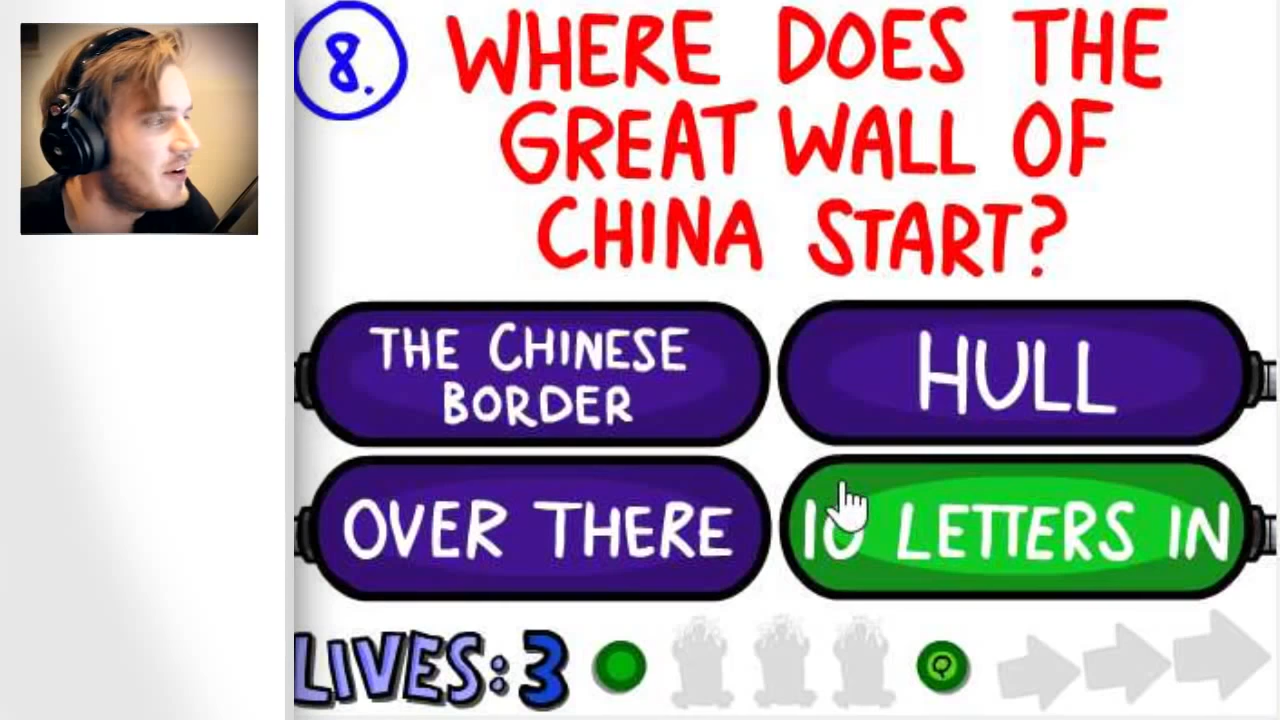 8.
WHERE DOES THE
GREAT WALL OF
CHINA START?
THE CHINESE
BORDER
HULL
OVER THERE
10 LETTERS IN
LIVES: 3